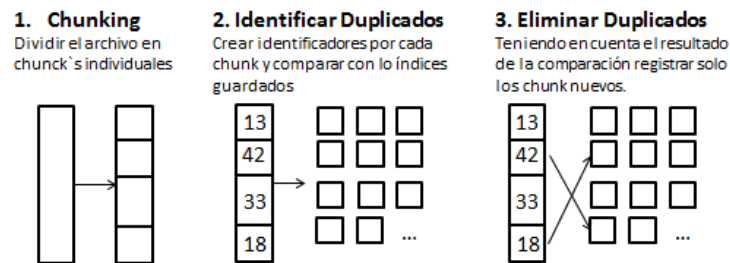 1. Chunking
Dividir el archivo en
chunck`s individuales
2. Identificar Duplicados
Crear identificadores por cada
chunk y comparar con lo índices
guardados
13
42
33
18
...
3. Eliminar Duplicados
Teniendo en cuenta el resultado
de la comparación registrar solo
los chunk nuevos.
13
42
33
18
...